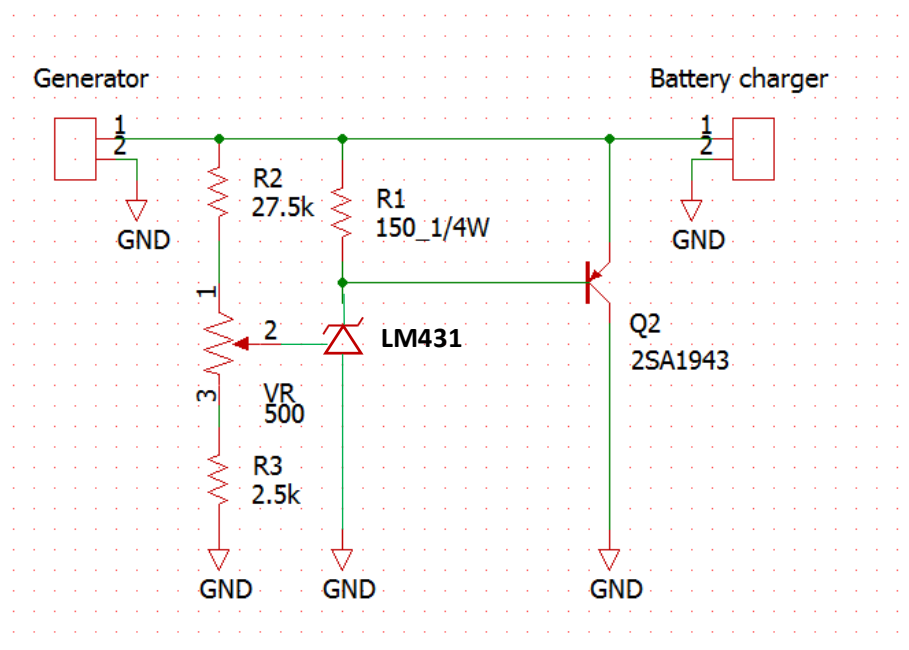 Generator
Battery charger
1
2
1
2
R2
27.5k
R1
150_1/4W
GND
GND
1
2
LM431
Q2
2SA1943
3
VR
500
R3
2.5k
GND
GND
GND